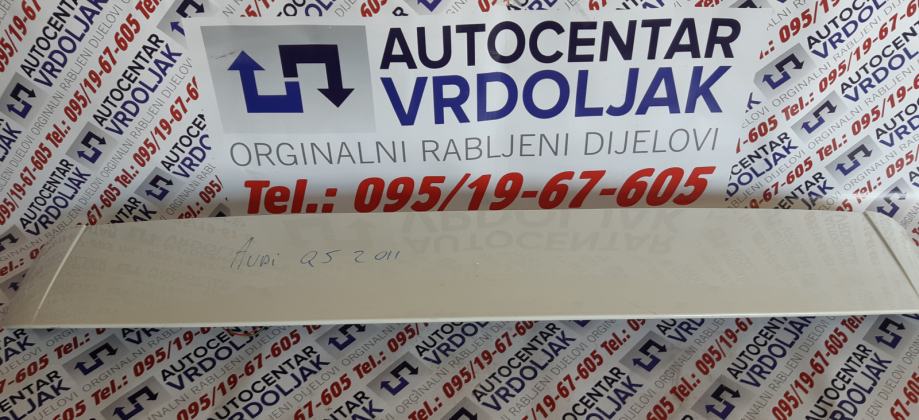 AUTOCENTAR
VRDOLJAK
ORGINALNI RABLJENI DIJELOVI
Tel.: 095/19-67-605
Audi Q5 2011